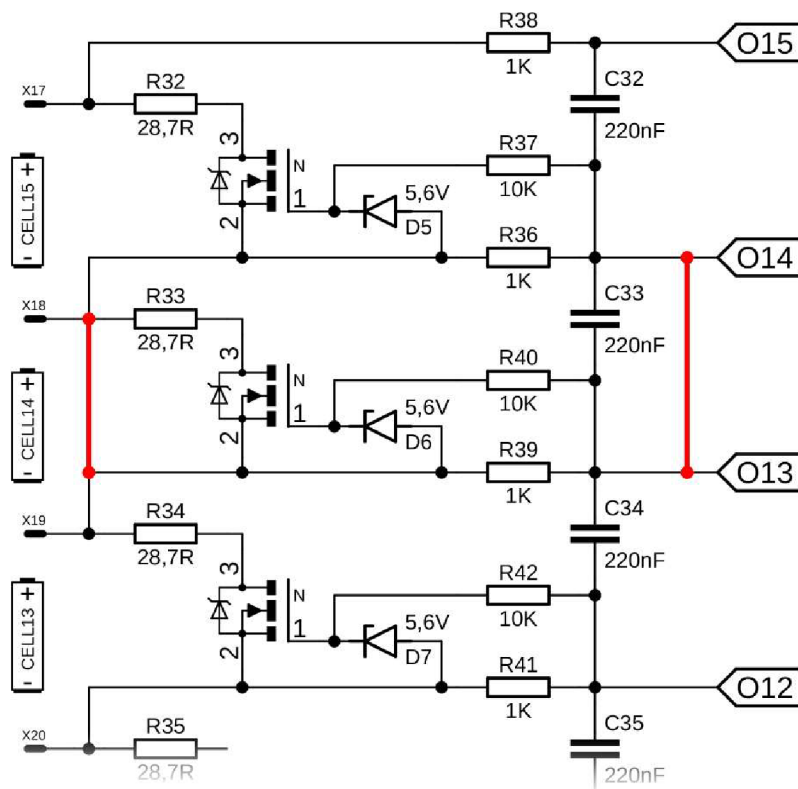 R38
1K
O15
X17
R32
28,7R
C32
220nF
3
N
1
2
R37
10K
5,6V
D5
CELL15
+
-
R36
1K
O14
X18
R33
28,7R
C33
220nF
3
N
1
2
R40
10K
5,6V
D6
CELL14
+
-
R39
1K
O13
X19
R34
28,7R
C34
220nF
3
N
1
2
R42
10K
5,6V
D7
CELL13
+
-
R41
1K
O12
X20
R35
28,7R
C35
220nF